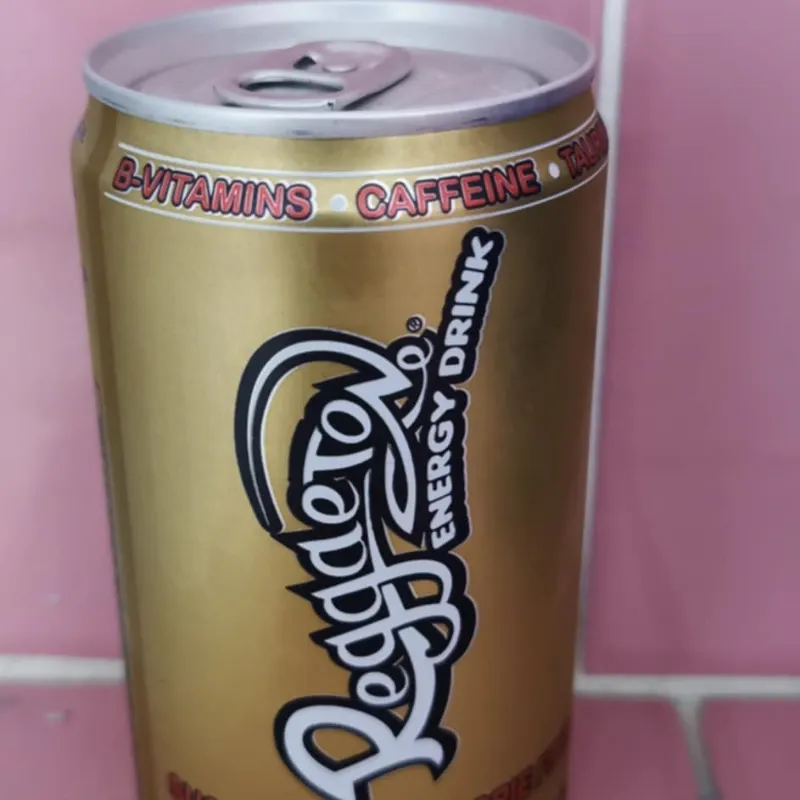 B-VITAMINS • CAFFEINE •
ReggaeTONe®
ENERGY DRINK